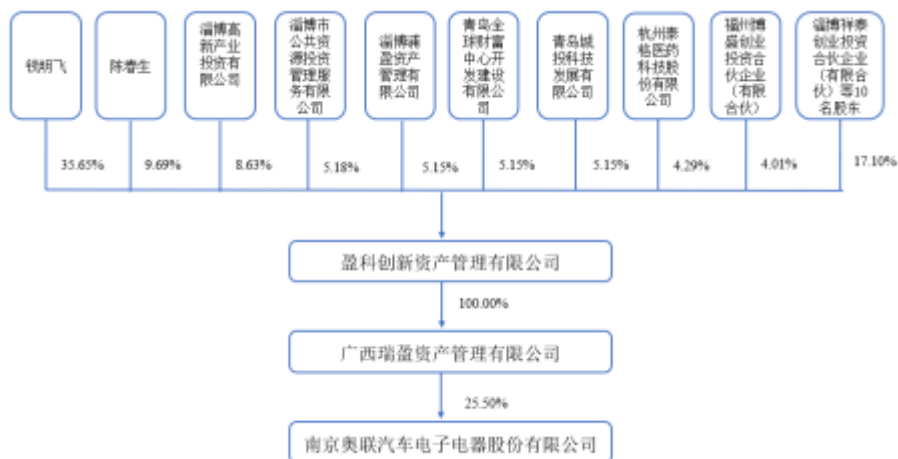 钱明飞
陈春生
淄博高
新产业
投资有
限公司
淄博市
公共资
源投资
管理服
务有限
公司
淄博浦
盈资产
管理有
限公司
青岛全
球财富
中心开
发建设
有限公
司
青岛城
投科技
发展有
限公司
杭州泰
格医药
科技股
份有限
公司
福州博
盛创业
投资合
伙企业
（有限
合伙）
淄博祥泰
创业投资
合伙企业
（有限合
伙）等10
名股东
35.65%
9.69%
8.63%
5.18%
5.15%
5.15%
5.15%
4.29%
4.01%
17.10%
盈科创新资产管理有限公司
100.00%
广西瑞盈资产管理有限公司
25.50%
南京奥联汽车电子电器股份有限公司